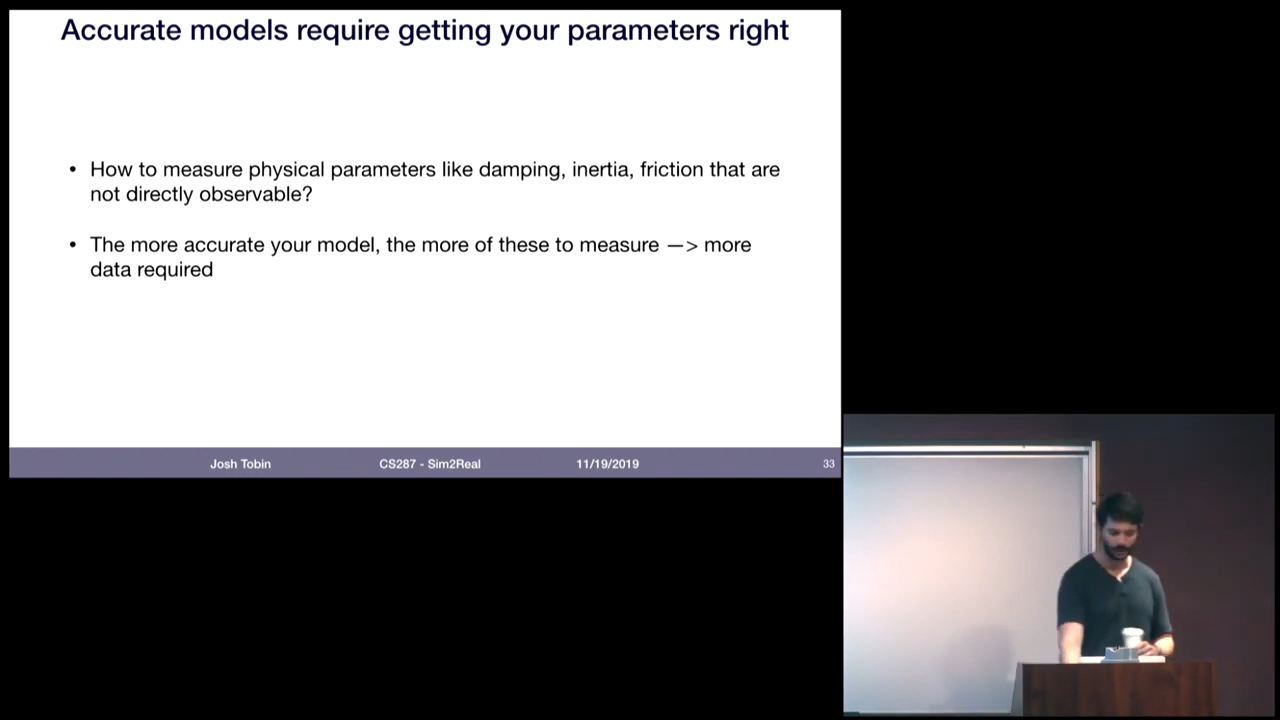 Accurate models require getting your parameters right
• How to measure physical parameters like damping, inertia, friction that are
not directly observable?
• The more accurate your model, the more of these to measure —> more
data required
Josh Tobin CS287 - Sim2Real 11/19/2019 33